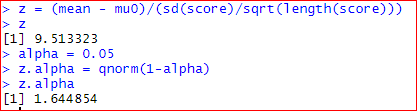 > z = (mean - mu0)/(sd(score)/sqrt(length(score)))
> z
[1] 9.513323
> alpha = 0.05
> z.alpha = qnorm(1-alpha)
> z.alpha
[1] 1.644854